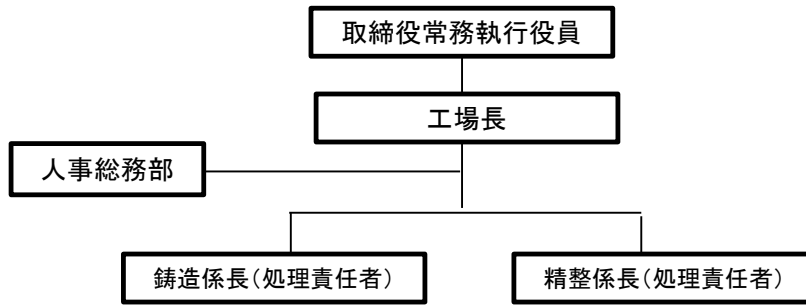 取締役常務執行役員
工場長
人事総務部
鋳造係長(処理責任者)
精整係長(処理責任者)